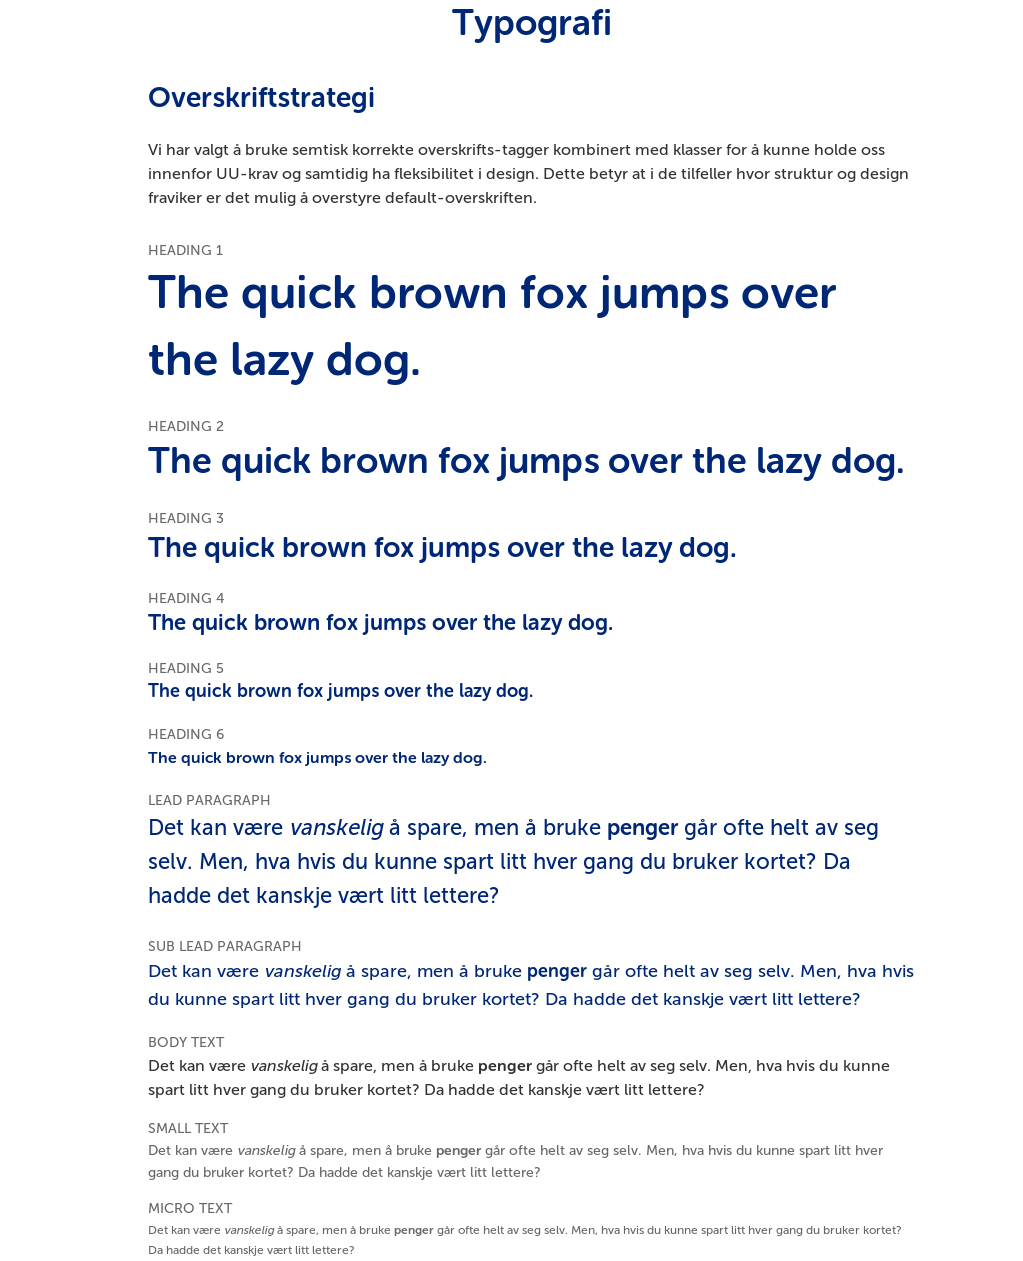 Typografi
Overskriftstrategi
Vi har valgt å bruke semtisk korrekte overskrifts-tagger kombinert med klasser for å kunne holde oss
innenfor UU-krav og samtidig ha fleksibilitet i design. Dette betyr at i de tilfeller hvor struktur og design
fraviker er det mulig å overstyre default-overskriften.
HEADING 1
The quick brown fox jumps over
the lazy dog.
HEADING 2
The quick brown fox jumps over the lazy dog.
HEADING 3
The quick brown fox jumps over the lazy dog.
HEADING 4
The quick brown fox jumps over the lazy dog.
HEADING 5
The quick brown fox jumps over the lazy dog.
HEADING 6
The quick brown fox jumps over the lazy dog.
LEAD PARAGRAPH
Det kan være vanskelig å spare, men å bruke penger går ofte helt av seg
selv. Men, hva hvis du kunne spart litt hver gang du bruker kortet? Da
hadde det kanskje vært litt lettere?
SUB LEAD PARAGRAPH
Det kan være vanskelig å spare, men å bruke penger går ofte helt av seg selv. Men, hva hvis
du kunne spart litt hver gang du bruker kortet? Da hadde det kanskje vært litt lettere?
BODY TEXT
Det kan være vanskelig å spare, men å bruke penger går ofte helt av seg selv. Men, hva hvis du kunne
spart litt hver gang du bruker kortet? Da hadde det kanskje vært litt lettere?
SMALL TEXT
Det kan være vanskelig å spare, men å bruke penger går ofte helt av seg selv. Men, hva hvis du kunne spart litt hver
gang du bruker kortet? Da hadde det kanskje vært litt lettere?
MICRO TEXT
Det kan være vanskelig å spare, men å bruke penger går ofte helt av seg selv. Men, hva hvis du kunne spart litt hver gang du bruker kortet?
Da hadde det kanskje vært litt lettere?